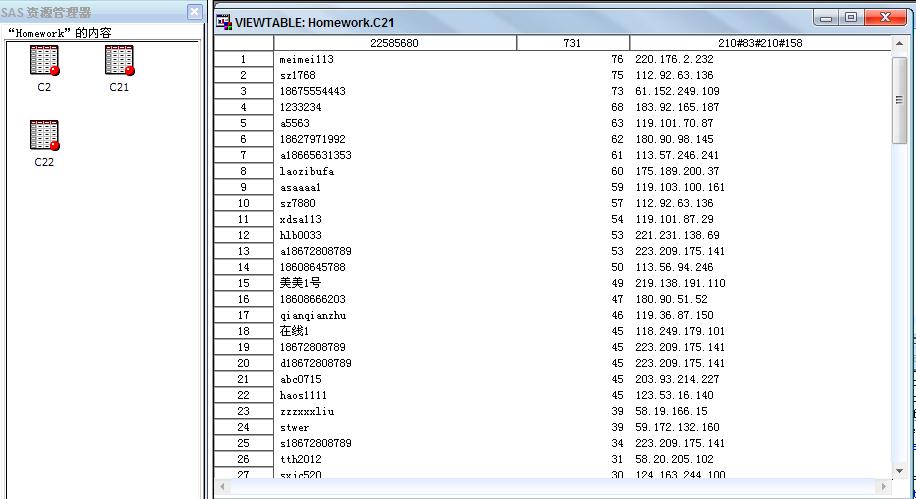 SAS 资源管理器
“Homework”的内容
C2
C21
C22
VIEWTABLE: Homework.C21
22585680 731 210#83#210#158
1 meimei113 76 220.176.2.232
2 sz1768 75 112.92.63.136
3 18675554443 73 61.152.249.109
4 1233234 68 183.92.165.187
5 a5563 63 119.101.70.87
6 18627971992 62 180.90.98.145
7 a18665631353 61 113.57.246.241
8 laozibufa 60 175.189.200.37
9 asaaaa1 59 119.103.100.161
10 sz7880 57 112.92.63.136
11 xdsa113 54 119.101.87.29
12 hlb0033 53 221.231.138.69
13 a18672808789 53 223.209.175.141
14 18608645788 50 113.56.94.246
15 美美1号 49 219.138.191.110
16 18608666203 47 180.90.51.52
17 qianqianzhu 46 119.36.87.150
18 在线1 45 118.249.179.101
19 18672808789 45 223.209.175.141
20 d18672808789 45 223.209.175.141
21 abc0715 45 203.93.214.227
22 haos1111 45 123.53.16.140
23 zzzxxxliu 39 58.19.166.15
24 stwer 39 59.172.132.160
25 s18672808789 34 223.209.175.141
26 tth2012 31 58.20.205.102
27 sxjc520 30 124.163.244.100